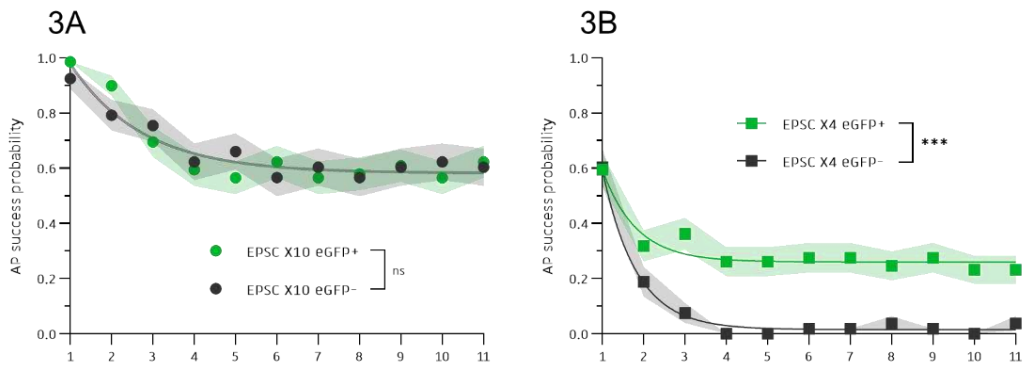 3A
AP success probability
1.0
0.8
0.6
0.4
0.2
0.0
EPSC X10 eGFP+
EPSC X10 eGFP-
ns
1 2 3 4 5 6 7 8 9 10 11
3B
AP success probability
1.0
0.8
0.6
0.4
0.2
0.0
EPSC X4 eGFP+
EPSC X4 eGFP-
***
1 2 3 4 5 6 7 8 9 10 11